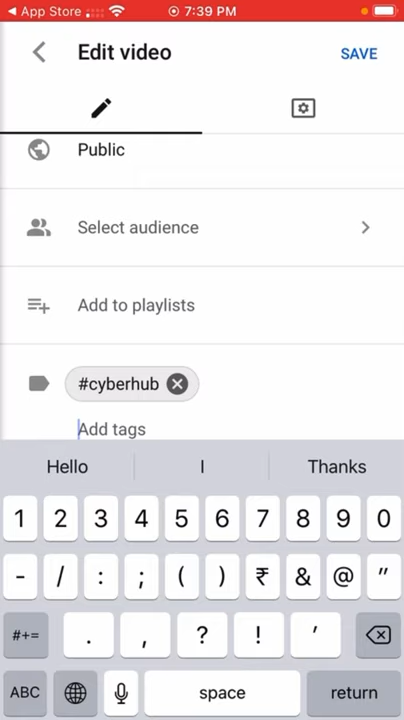 App Store 7:39 PM
Edit video SAVE
Public
Select audience
Add to playlists
#cyberhub
Add tags
Hello I Thanks
1 2 3 4 5 6 7 8 9 0
- / : ; ( ) ₹ & @ "
#+= . , ? ! '
ABC space return